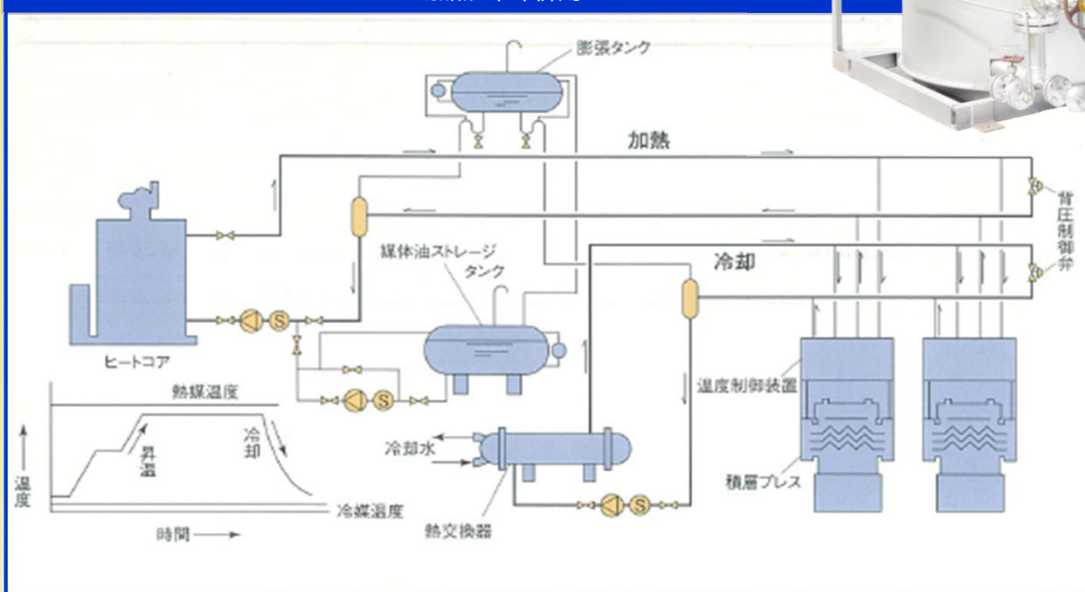 膨張タンク
加熱
背圧制御弁
媒体油ストレージ
タンク
冷却
S
ヒートコア
温度制御装置
S
熱媒温度
昇温
冷却
冷却水
積層プレス
S
温度
冷媒温度
時間
熱交換器